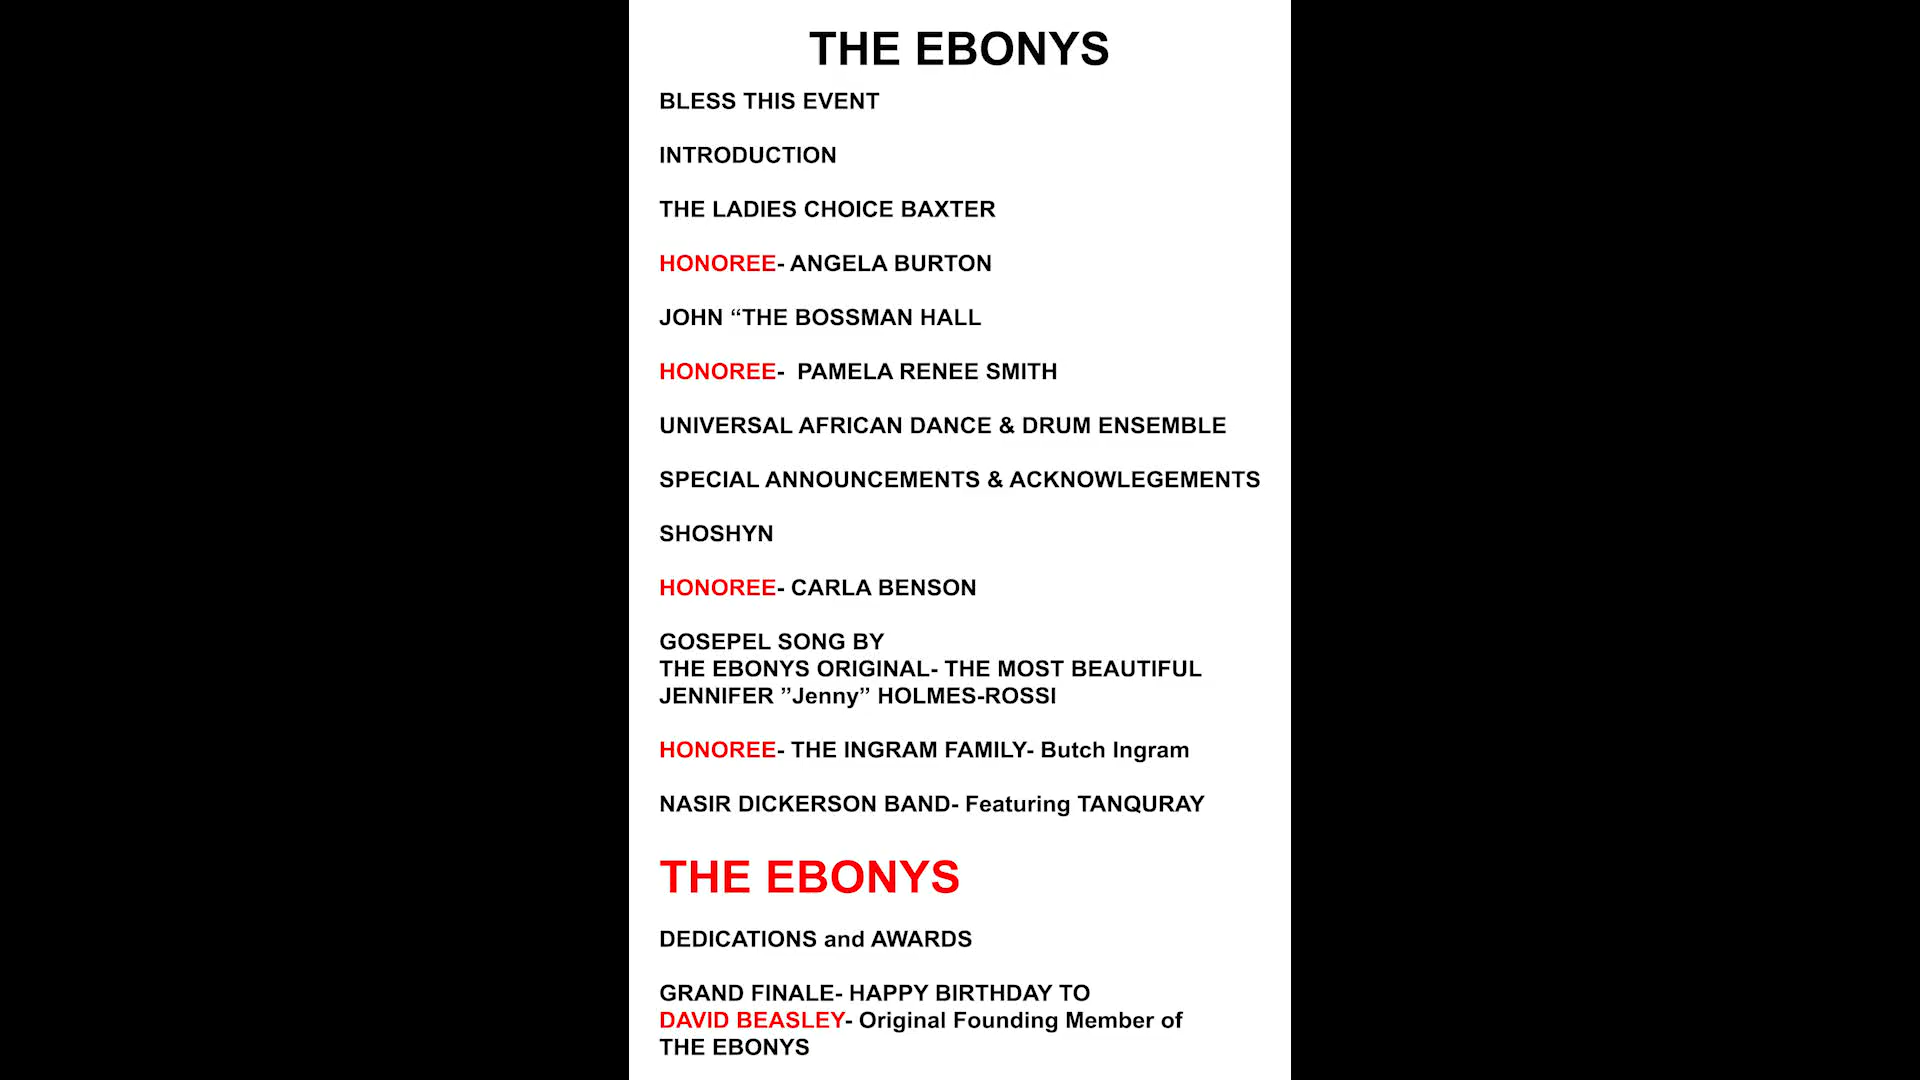 THE EBONYS
BLESS THIS EVENT
INTRODUCTION
THE LADIES CHOICE BAXTER
HONOREE- ANGELA BURTON
JOHN “THE BOSSMAN HALL
HONOREE-  PAMELA RENEE SMITH
UNIVERSAL AFRICAN DANCE & DRUM ENSEMBLE
SPECIAL ANNOUNCEMENTS & ACKNOWLEGEMENTS
SHOSHYN
HONOREE- CARLA BENSON
GOSEPEL SONG BY
THE EBONYS ORIGINAL- THE MOST BEAUTIFUL
JENNIFER ”Jenny” HOLMES-ROSSI
HONOREE- THE INGRAM FAMILY- Butch Ingram
NASIR DICKERSON BAND- Featuring TANQURAY
THE EBONYS
DEDICATIONS and AWARDS
GRAND FINALE- HAPPY BIRTHDAY TO
DAVID BEASLEY- Original Founding Member of
THE EBONYS